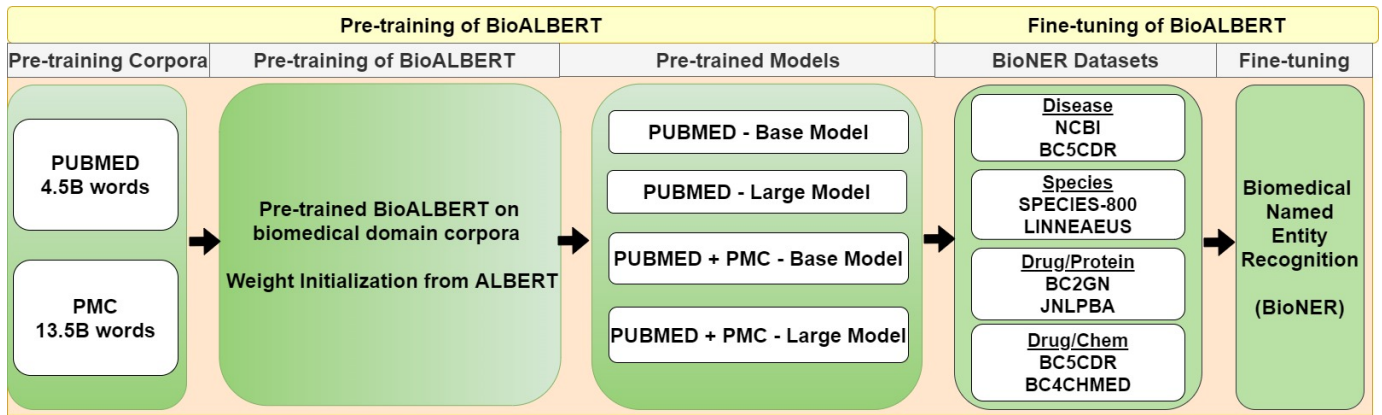 Pre-training of BioALBERT
Fine-tuning of BioALBERT
Pre-training Corpora
Pre-training of BioALBERT
Pre-trained Models
BioNER Datasets
Fine-tuning
PUBMED
4.5B words
PMC
13.5B words
Pre-trained BioALBERT on
biomedical domain corpora
Weight Initialization from ALBERT
PUBMED - Base Model
PUBMED - Large Model
PUBMED + PMC - Base Model
PUBMED + PMC - Large Model
Disease
NCBI
BC5CDR
Species
SPECIES-800
LINNEAEUS
Drug/Protein
BC2GN
JNLPBA
Drug/Chem
BC5CDR
BC4CHMED
Biomedical
Named
Entity
Recognition
(BioNER)